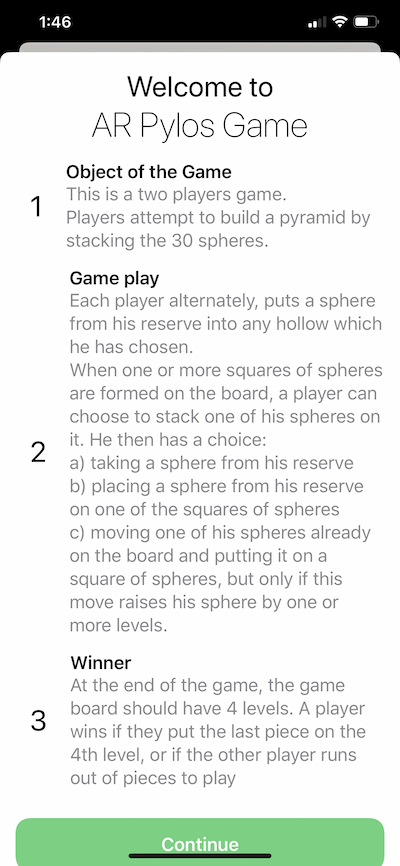 1:46
Welcome to
AR Pylos Game
Object of the Game
1
This is a two players game.
Players attempt to build a pyramid by
stacking the 30 spheres.
Game play
Each player alternately, puts a sphere
from his reserve into any hollow which
he has chosen.
When one or more squares of spheres
are formed on the board, a player can
choose to stack one of his spheres on
it. He then has a choice:
2
a) taking a sphere from his reserve
b) placing a sphere from his reserve
on one of the squares of spheres
c) moving one of his spheres already
on the board and putting it on a
square of spheres, but only if this
move raises his sphere by one or
more levels.
Winner
At the end of the game, the game
board should have 4 levels. A player
3
wins if they put the last piece on the
4th level, or if the other player runs
out of pieces to play
Continue